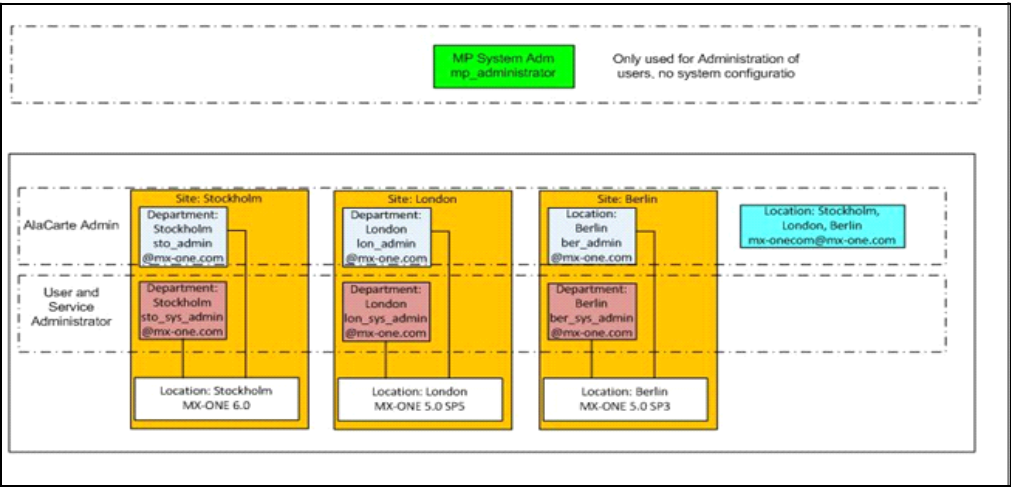 MP System Adm
mp_administrator
Only used for Administration of
users, no system configuratio
AlaCarte Admin
User and
Service
Administrator
Site: Stockholm
Department:
Stockholm
sto_admin
@mx-one.com
Department:
Stockholm
sto_sys_admin
@mx-one.com
Location: Stockholm
MX-ONE 6.0
Site: London
Department:
London
lon_admin
@mx-one.com
Department:
London
lon_sys_admin
@mx-one.com
Location: London
MX-ONE 5.0 SP5
Site: Berlin
Location:
Berlin
ber_admin
@mx-one.com
Department:
Berlin
ber_sys_admin
@mx-one.com
Location: Berlin
MX-ONE 5.0 SP3
Location: Stockholm,
London, Berlin
mx-onecom@mx-one.com